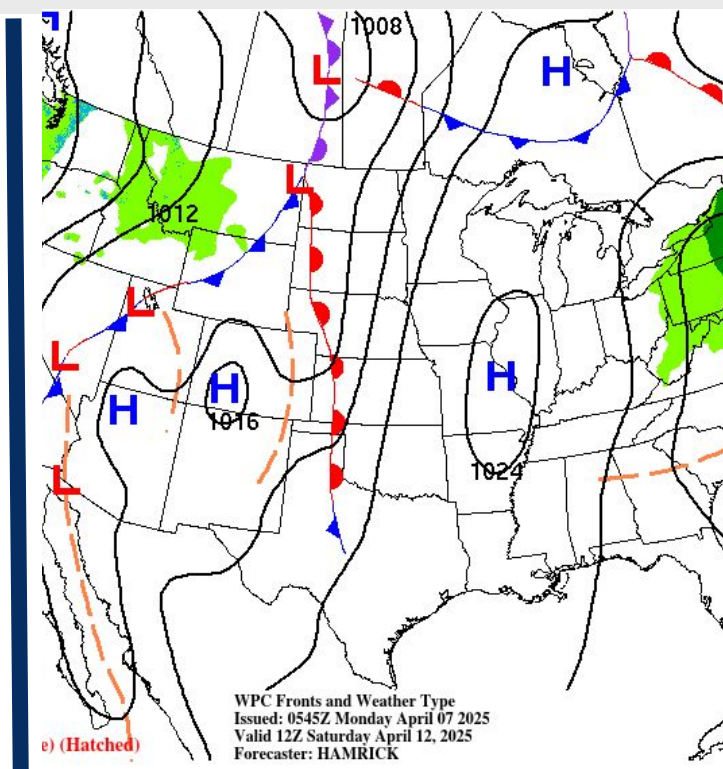 1008
H
L
H
L
1012
L
L
H
H
1016
H
1024
L
WPC Fronts and Weather Type
Issued: 0545Z Monday April 07 2025
Valid 12Z Saturday April 12, 2025
Forecaster: HAMRICK
e) (Hatched)